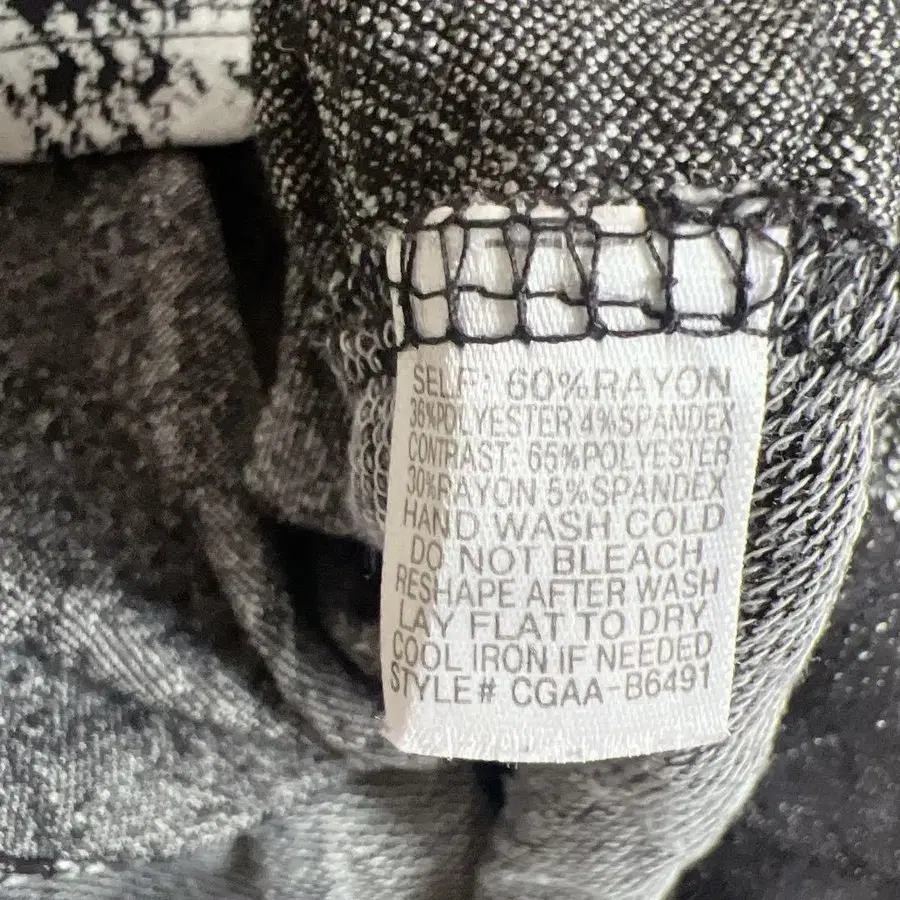 SELF: 60%RAYON
36%POLYESTER 4%SPANDEX
CONTRAST: 65%POLYESTER
30%RAYON 5%SPANDEX
HAND WASH COLD
DO NOT BLEACH
RESHAPE AFTER WASH
LAY FLAT TO DRY
COOL IRON IF NEEDED
STYLE# CGAA-B6491